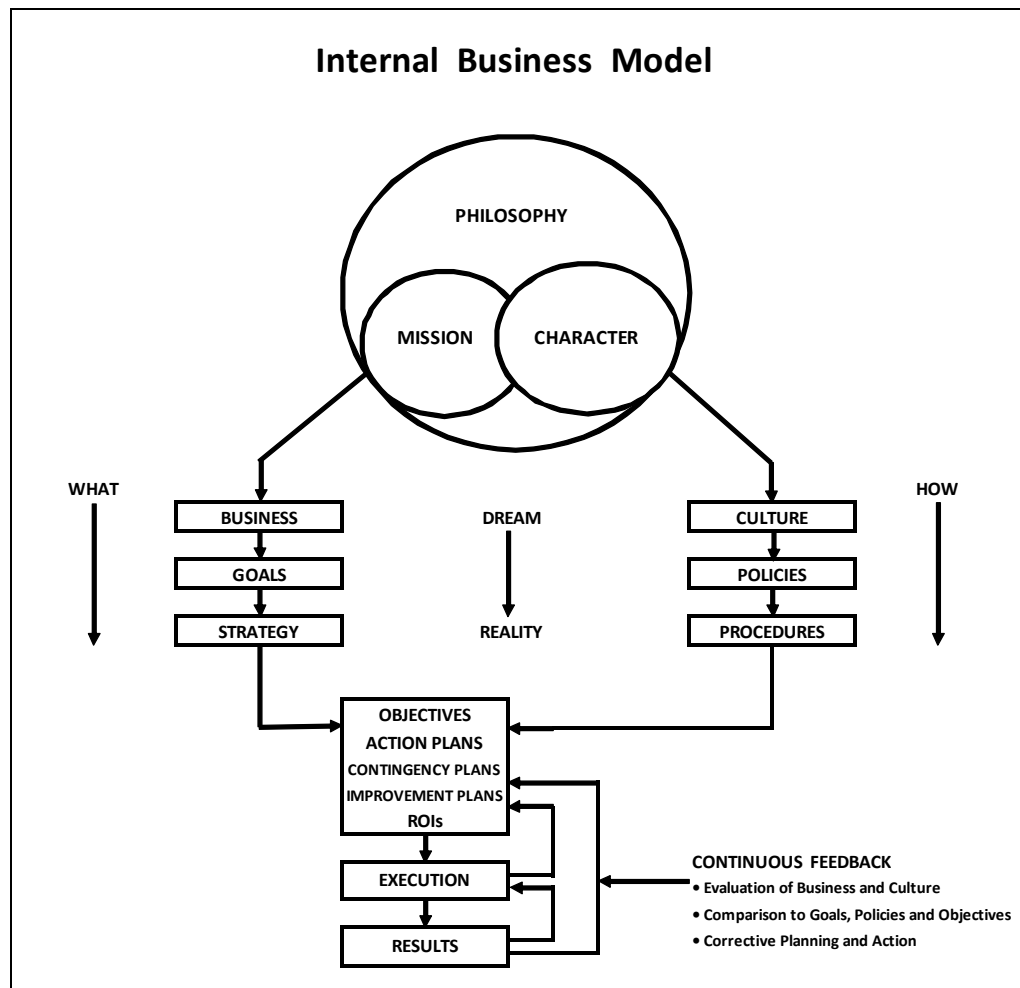 Internal Business Model
PHILOSOPHY
MISSION
CHARACTER
WHAT
HOW
BUSINESS
DREAM
CULTURE
GOALS
POLICIES
STRATEGY
REALITY
PROCEDURES
OBJECTIVES
ACTION PLANS
CONTINGENCY PLANS
IMPROVEMENT PLANS
ROIs
EXECUTION
RESULTS
CONTINUOUS FEEDBACK
• Evaluation of Business and Culture
• Comparison to Goals, Policies and Objectives
• Corrective Planning and Action